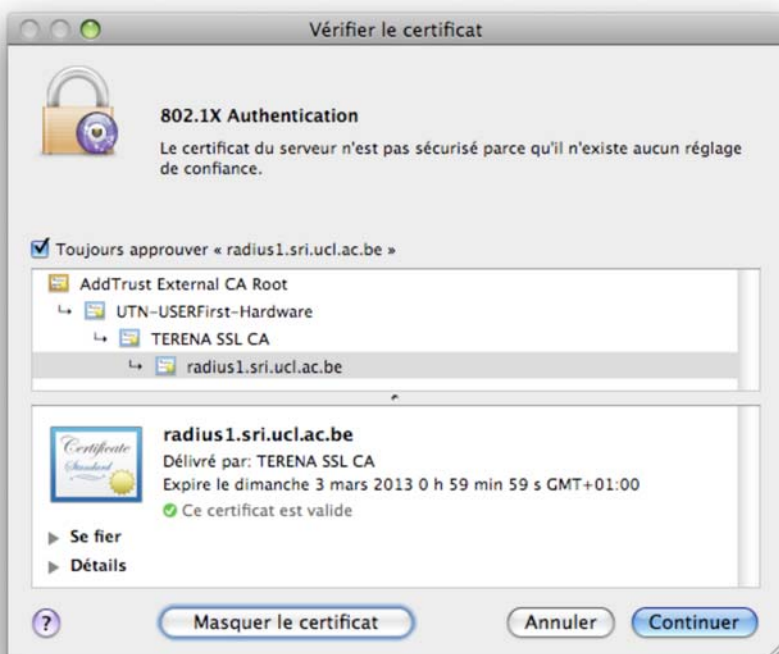 Vérifier le certificat
802.1X Authentication
Le certificat du serveur n'est pas sécurisé parce qu'il n'existe aucun réglage
de confiance.
Toujours approuver « radius1.sri.ucl.ac.be »
AddTrust External CA Root
UTN-USERFirst-Hardware
TERENA SSL CA
radius1.sri.ucl.ac.be
Certificate
Standard
radius1.sri.ucl.ac.be
Délivré par: TERENA SSL CA
Expire le dimanche 3 mars 2013 0 h 59 min 59 s GMT+01:00
Ce certificat est valide
Se fier
Détails
?
Masquer le certificat
Annuler
Continuer